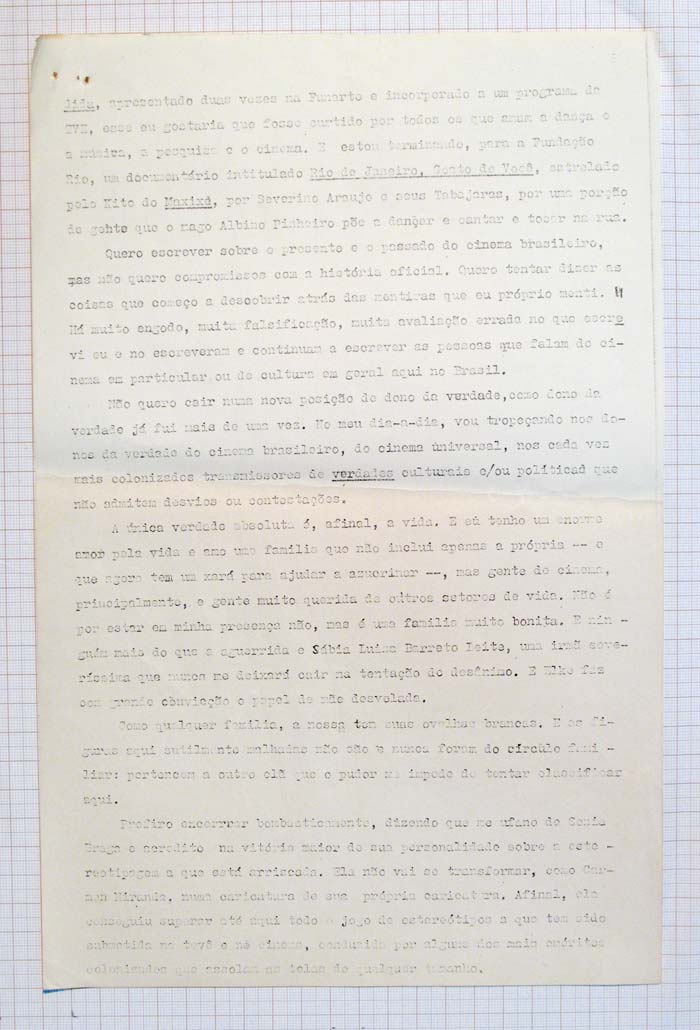 lida, apresentado duas vezes na Funarte e incorporado a um programa da
TVE, esse eu gostaria que fosse curtido por todos os que amam a dança e
a música, a pesquisa e o cinema. E estou terminando, para a Fundação
Rio, um documentário intitulado Rio de Janeiro, Gosto de Você, estrelado
pelo Kito do Maxixê, por Severino Araujo e seus Tabajaras, por uma porção
de gente que o mago Albino Pinheiro põe a dançar e cantar e tocar na rua.
Quero escrever sobre o presente e o passado do cinema brasileiro,
mas não quero compromissos com a história oficial. Quero tentar dizer as
coisas que começo a descobrir atrás das mentiras que eu próprio menti.
Há muito engodo, muita falsificação, muita avaliação errada no que escre
vi eu e no escreveram e continuam a escrever as pessoas que falam do ci-
nema em particular ou de cultura em geral aqui no Brasil.
Não quero cair numa nova posição de dono da verdade,como dono da
verdade já fui mais de uma vez. No meu dia-a-dia, vou tropeçando nos do-
nos da verdade do cinema brasileiro, do cinema universal, nos cada vez
mais colonizados transmissores de verdades culturais e/ou políticad que
não admitem desvios ou contestações.
A única verdade absoluta é, afinal, a vida. E eú tenho um enorme
amor pela vida e amo uma familia que não inclui apenas a própria -- e
que agora tem um xará para ajudar a azucrinar --, mas gente de cinema,
principalmente, e gente muito querida de outros setores de vida. Não é
por estar em minha presença não, mas é uma familia muito bonita. E nin -
guém mais do que a aguerrida e Sábia Luiza Barreto Leite, uma irmã seve-
ríssima que nunca me deixará cair na tentação do desânimo. E Elke faz
com grande convicção o papel de mãe desvelada.
Como qualquer familia, a nossa tem suas ovelhas brancas. E as fi-
guras aqui sutilmente malhadas não são e nunca foram do círculo fami -
liar: pertencem a outro clã que o pudor me impede de tentar classificar
aqui.
Prefiro encerrrar bombasticamente, dizendo que me ufano de Sonia
Braga e acredito na vitória maior de sua personalidade sobre a este -
reotipagem a que está arriscada. Ela não vai se transformar, como Car-
men Miranda, numa caricatura de sua própria caricatura. Afinal, ela
conseguiu superar até aqui todo o jogo de estereótipos a que tem sido
submetida na tevê e no cinema, conduzida por alguns dos mais eméritos
colonizados que assolam as telas de qualquer tamanho.